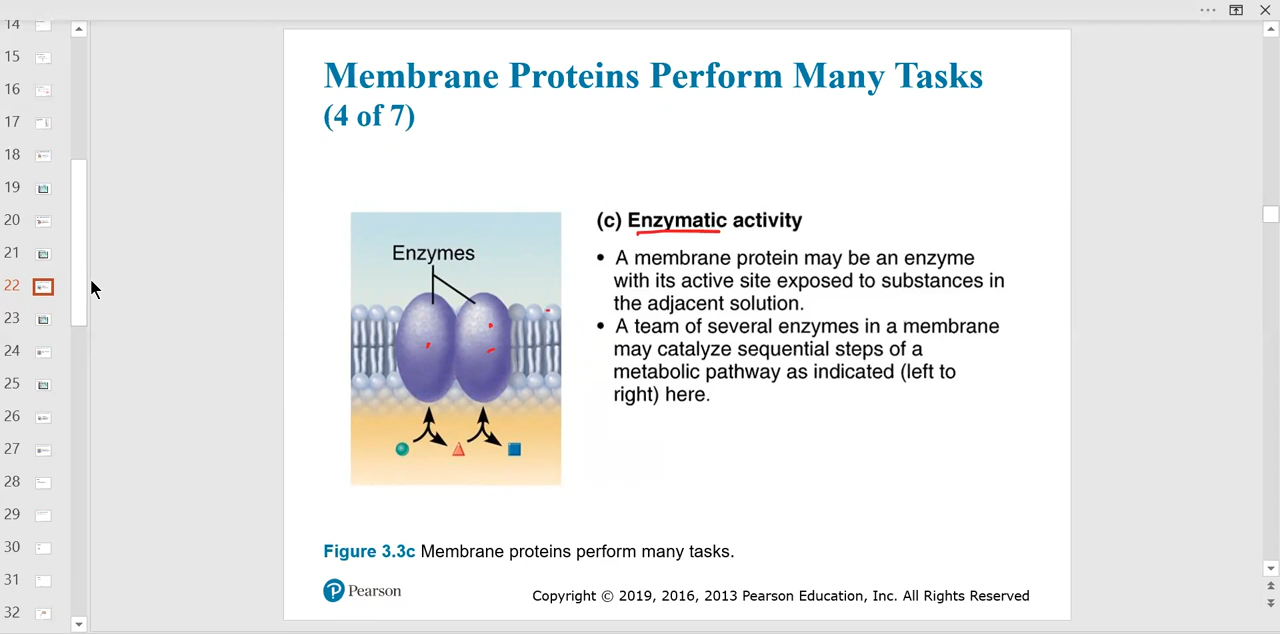 14
15
16
17
18
19
20
21
22
23
24
25
26
27
28
29
30
31
32
Membrane Proteins Perform Many Tasks
(4 of 7)
Enzymes
(c) Enzymatic activity
• A membrane protein may be an enzyme
with its active site exposed to substances in
the adjacent solution.
• A team of several enzymes in a membrane
may catalyze sequential steps of a
metabolic pathway as indicated (left to
right) here.
Figure 3.3c Membrane proteins perform many tasks.
P Pearson
Copyright © 2019, 2016, 2013 Pearson Education, Inc. All Rights Reserved